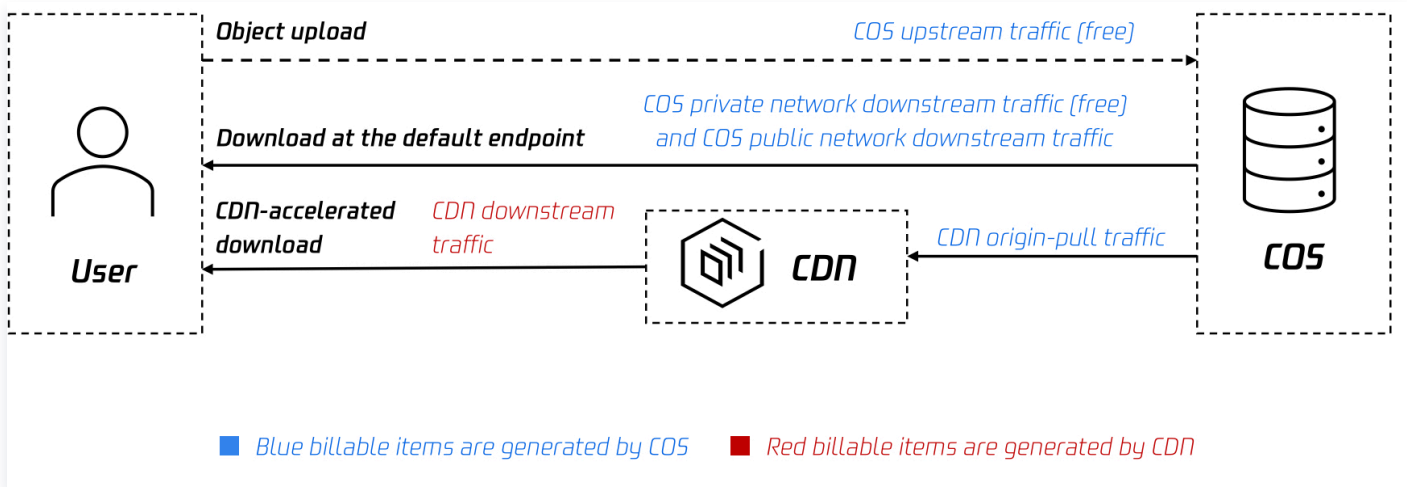 Object upload
COS upstream traffic (free)
COS private network downstream traffic (free)
Download at the default endpoint
and COS public network downstream traffic
CDN-accelerated
download
CDN downstream
traffic
CDN origin-pull traffic
User
CDN
COS
Blue billable items are generated by COS
Red billable items are generated by CDN